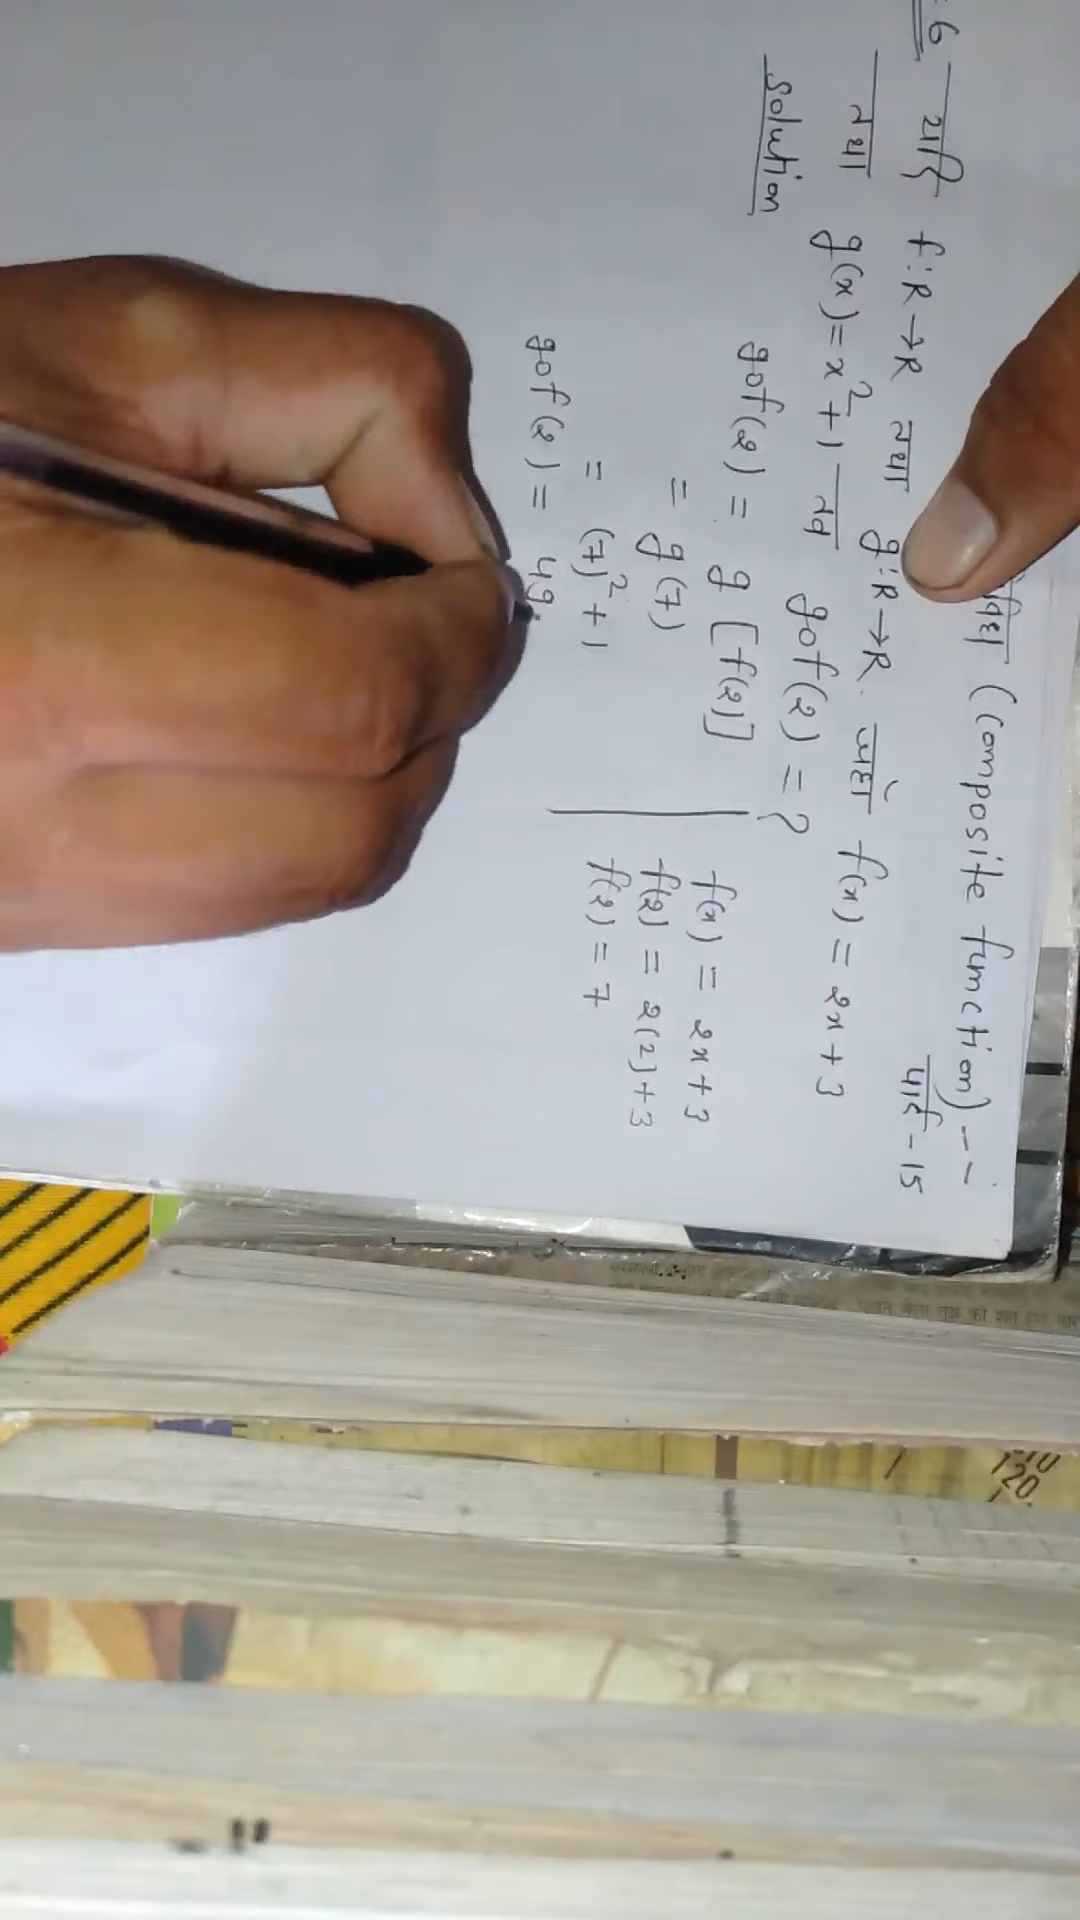 (composite function) --
पार्ट - 15
6 यदि f:R→R तथा g:R→R. जहाँ f(x) = 2x+3
तथा g(x)=x²+1 तब gof(2) = ?
Solution
gof(2) = g [f(2)]
= g(7)
= (7)²+1
gof(2) = 49
f(x) = 2x+3
f(2) = 2(2)+3
f(2) = 7
120